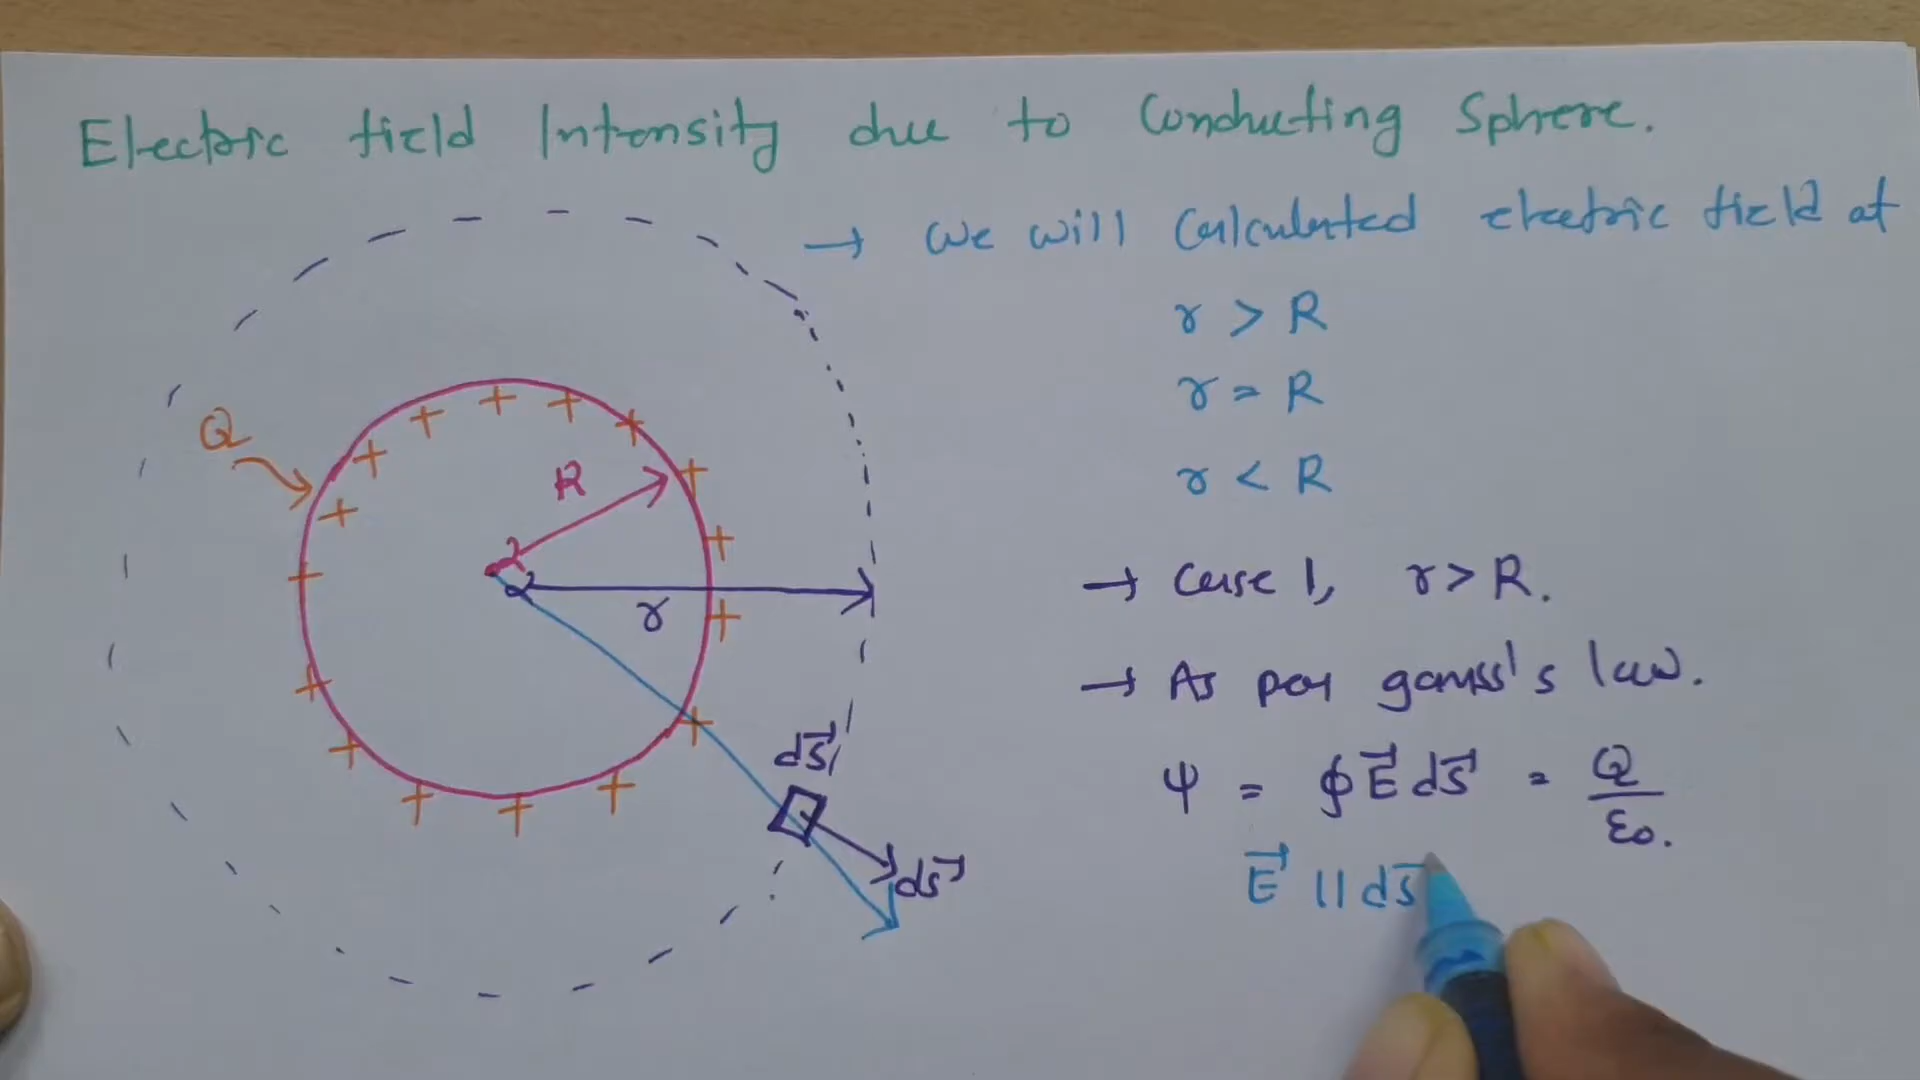 Electric field Intensity due to Conducting Sphere.
→ We will Calculated electric field at
r > R
r = R
r < R
Q
R
r
→ Case 1, r > R.
→ As per gauss's law.
ψ = ∮ E⃗ ds⃗ = Q/ε0.
ds⃗
ds⃗
E⃗ || ds⃗